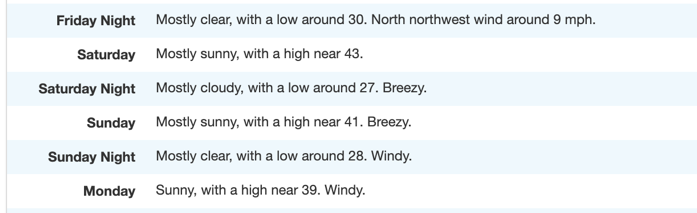 Friday Night Mostly clear, with a low around 30. North northwest wind around 9 mph.
Saturday Mostly sunny, with a high near 43.
Saturday Night Mostly cloudy, with a low around 27. Breezy.
Sunday Mostly sunny, with a high near 41. Breezy.
Sunday Night Mostly clear, with a low around 28. Windy.
Monday Sunny, with a high near 39. Windy.